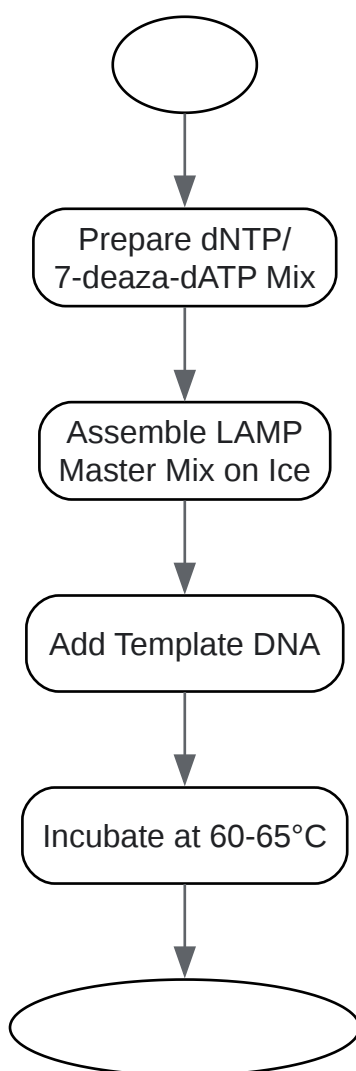 Prepare dNTP/
7-deaza-dATP Mix
Assemble LAMP
Master Mix on Ice
Add Template DNA
Incubate at 60-65°C